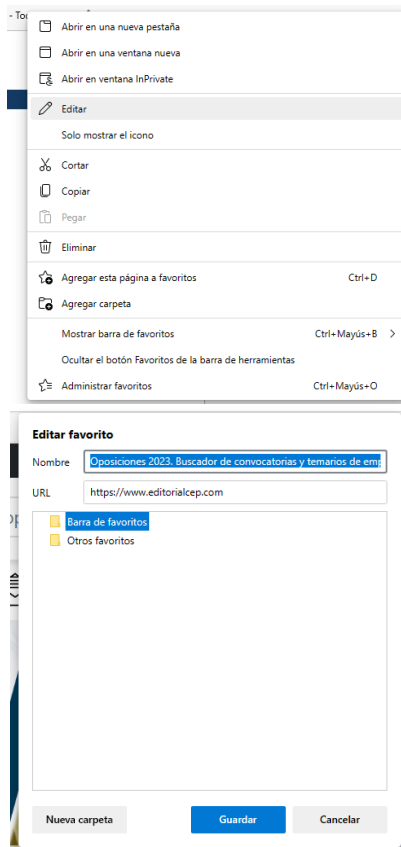 - To
Abrir en una nueva pestaña
Abrir en una ventana nueva
Abrir en ventana InPrivate
Editar
Solo mostrar el icono
Cortar
Copiar
Pegar
Eliminar
Agregar esta página a favoritos Ctrl+D
Agregar carpeta
Mostrar barra de favoritos Ctrl+Mayús+B
Ocultar el botón Favoritos de la barra de herramientas
Administrar favoritos Ctrl+Mayús+O
Editar favorito
Nombre Oposiciones 2023. Buscador de convocatorias y temarios de em
URL https://www.editorialcep.com
Barra de favoritos
Otros favoritos
Nueva carpeta Guardar Cancelar